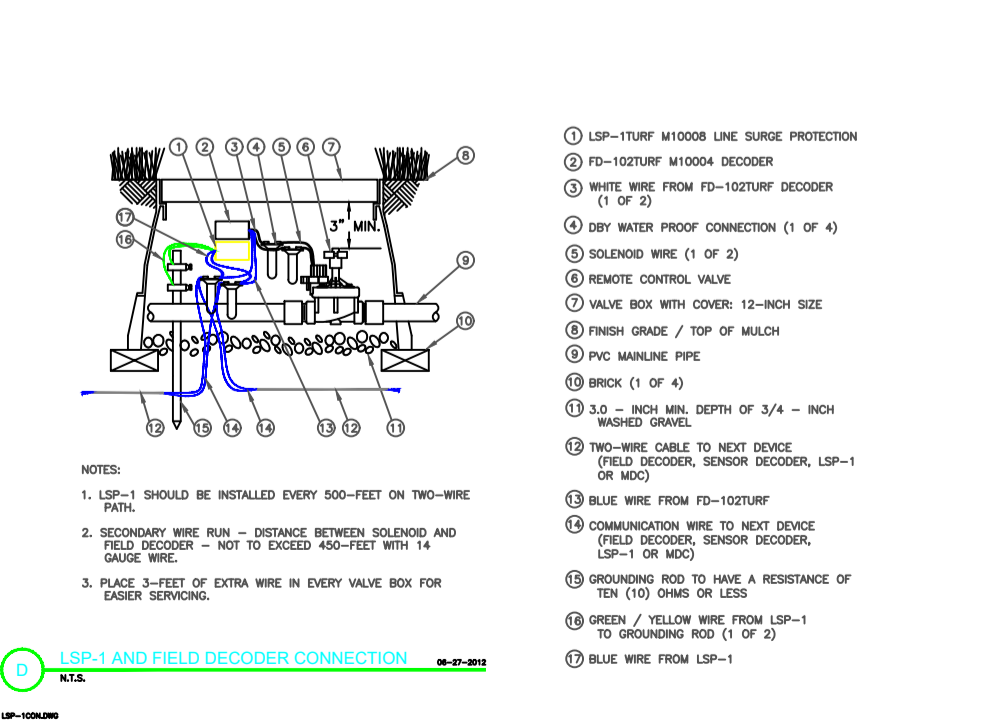 1 2 3 4 5 6 7
8
17
16
3" MIN.
9
10
12 15 14 14 13 12 11
NOTES:
1. LSP-1 SHOULD BE INSTALLED EVERY 500-FEET ON TWO-WIRE
PATH.
2. SECONDARY WIRE RUN - DISTANCE BETWEEN SOLENOID AND
FIELD DECODER - NOT TO EXCEED 450-FEET WITH 14
GAUGE WIRE.
3. PLACE 3-FEET OF EXTRA WIRE IN EVERY VALVE BOX FOR
EASIER SERVICING.
D
LSP-1 AND FIELD DECODER CONNECTION
06-27-2012
N.T.S.
LSP-1CON.DWG
1 LSP-1TURF M10008 LINE SURGE PROTECTION
2 FD-102TURF M10004 DECODER
3 WHITE WIRE FROM FD-102TURF DECODER
(1 OF 2)
4 DBY WATER PROOF CONNECTION (1 OF 4)
5 SOLENOID WIRE (1 OF 2)
6 REMOTE CONTROL VALVE
7 VALVE BOX WITH COVER: 12-INCH SIZE
8 FINISH GRADE / TOP OF MULCH
9 PVC MAINLINE PIPE
10 BRICK (1 OF 4)
11 3.0 - INCH MIN. DEPTH OF 3/4 - INCH
WASHED GRAVEL
12 TWO-WIRE CABLE TO NEXT DEVICE
(FIELD DECODER, SENSOR DECODER, LSP-1
OR MDC)
13 BLUE WIRE FROM FD-102TURF
14 COMMUNICATION WIRE TO NEXT DEVICE
(FIELD DECODER, SENSOR DECODER,
LSP-1 OR MDC)
15 GROUNDING ROD TO HAVE A RESISTANCE OF
TEN (10) OHMS OR LESS
16 GREEN / YELLOW WIRE FROM LSP-1
TO GROUNDING ROD (1 OF 2)
17 BLUE WIRE FROM LSP-1